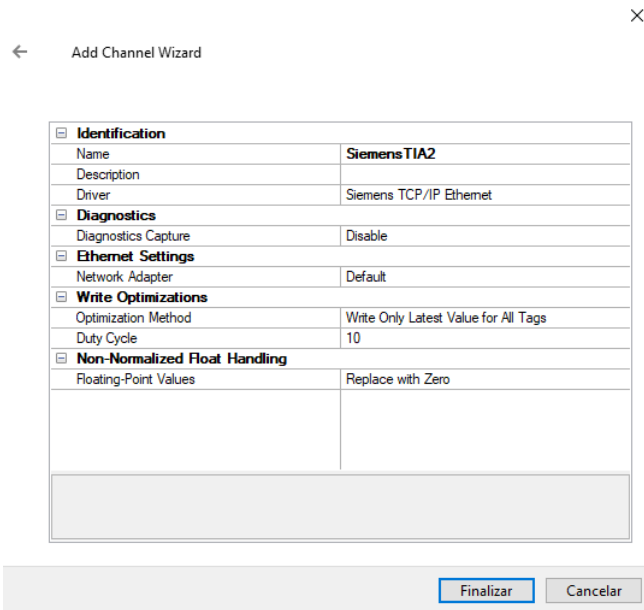 Add Channel Wizard
Identification
Name SiemensTIA2
Description
Driver Siemens TCP/IP Ethernet
Diagnostics
Diagnostics Capture Disable
Ethernet Settings
Network Adapter Default
Write Optimizations
Optimization Method Write Only Latest Value for All Tags
Duty Cycle 10
Non-Normalized Float Handling
Floating-Point Values Replace with Zero
Finalizar Cancelar